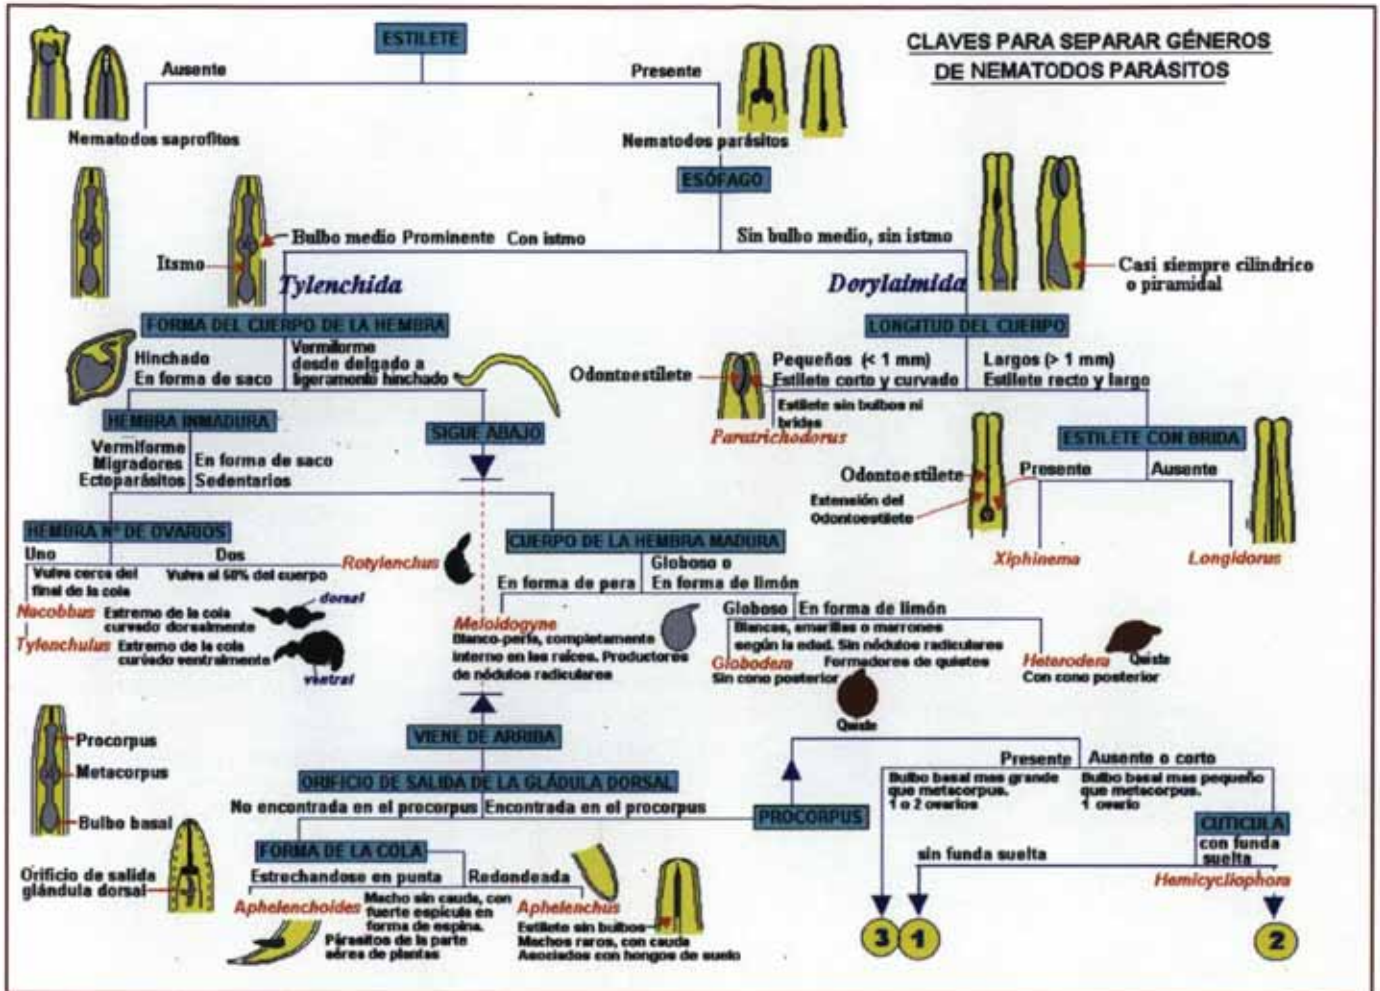 CLAVES PARA SEPARAR GÉNEROS
DE NEMATODOS PARÁSITOS
ESTILETE
Ausente
Presente
Nematodos saprofitos
Nematodos parásitos
ESÓFAGO
Bulbo medio Prominente Con istmo
Sin bulbo medio, sin istmo
Itsmo
Casi siempre cilíndrico
o piramidal
Tylenchida
Dorylaimida
FORMA DEL CUERPO DE LA HEMBRA
LONGITUD DEL CUERPO
Hinchado
En forma de saco
Vermiforme
desde delgado a
ligeramente hinchado
Odontoestilete
Pequeños (< 1 mm)
Estilete corto y curvado
Largos (> 1 mm)
Estilete recto y largo
Estilete sin bulbos ni
brides
Paratrichodorus
HEMBRA INMADURA
SIGUE ABAJO
ESTILETE CON BRIDA
Vermiforme
Migradores
Ectoparásitos
En forma de saco
Sedentarios
Odontoestilete
Presente
Ausente
Extensión del
Odontoestilete
Xiphinema
Longidorus
HEMBRA Nº DE OVARIOS
CUERPO DE LA HEMBRA MADURA
Uno
Dos
Rotylenchus
Vulva cerca del
final de la cola
Vulva al 50% del cuerpo
En forma de pera
Globoso o
En forma de limón
Nacobbus
Extremo de la cola
curvado dorsalmente
dorsal
Tylenchulus
Extremo de la cola
curúado ventralmente
ventral
Meloidogyne
Blanco-perla, completamente
interno en las raíces. Productores
de nódulos radiculares
Globoso
En forma de limón
Blancas, amarillas o marrones
según la edad. Sin nódulos radiculares
Globodera
Formadores de quistes
Sin cono posterior
Heterodera
Con cono posterior
Quiste
Quiste
VIENE DE ARRIBA
Procorpus
Metacorpus
Bulbo basal
Orificio de salida
glándula dorsal
ORIFICIO DE SALIDA DE LA GLÁDULA DORSAL
No encontrada en el procorpus
Encontrada en el procorpus
PROCORPUS
Presente
Ausente o corto
Bulbo basal mas grande
que metacorpus.
1 o 2 ovarios
Bulbo basal mas pequeño
que metacorpus.
1 ovario
CUTICULA
sin funda suelta
con funda
suelta
Hemicycliophora
FORMA DE LA COLA
Estrechandose en punta
Redondeada
Aphelenchoides
Macho sin cauda, con
fuerte espícula en
forma de espina.
Párasitos de la parte
aérea de plantas
Aphelenchus
Estilete sin bulbos
Machos raros, con cauda
Asociados con hongos de suelo
3
1
2